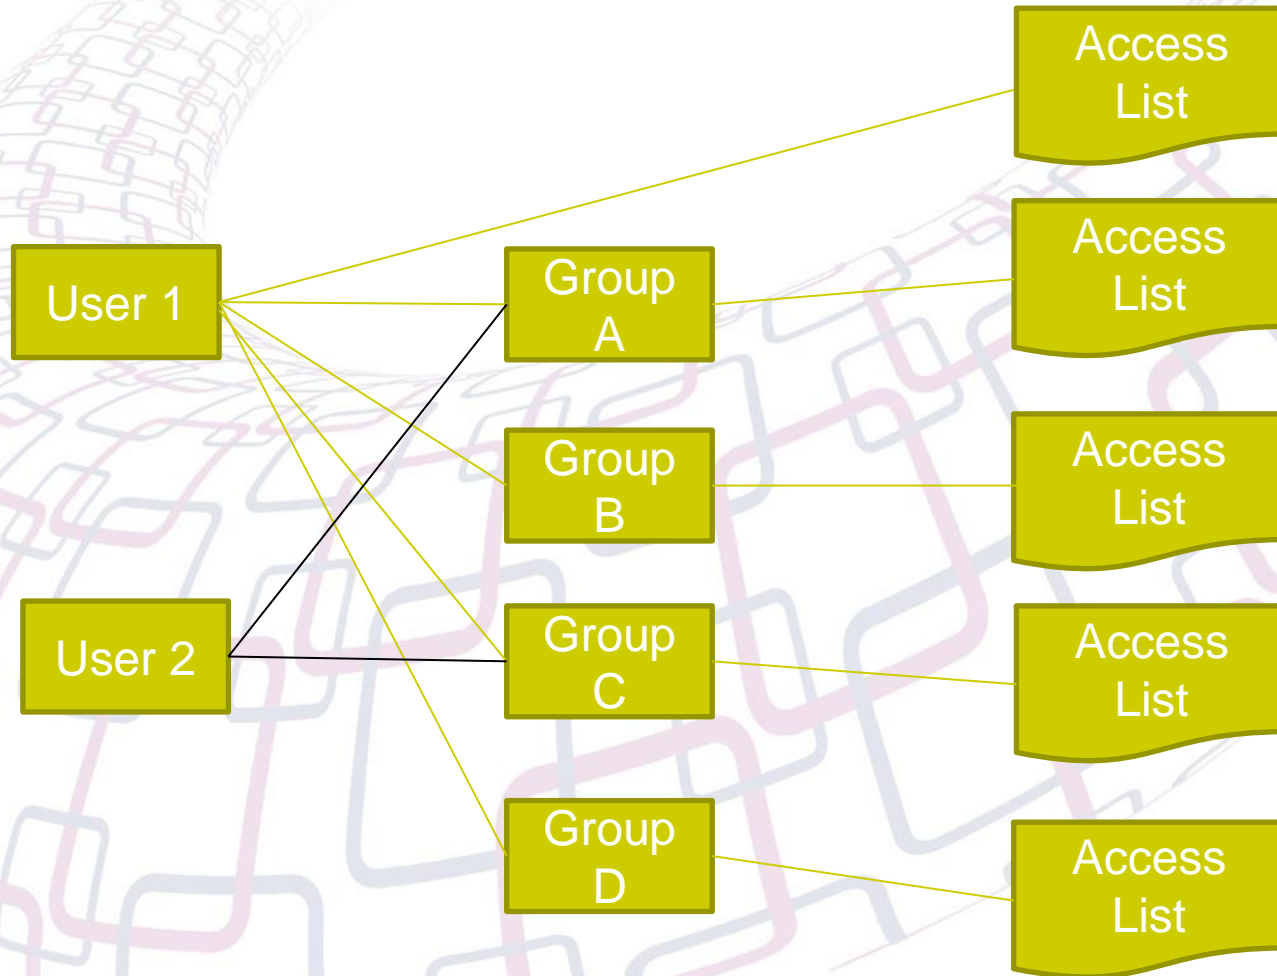 Access
List
Access
List
User 1
Group
A
Access
List
Group
B
User 2
Group
C
Access
List
Group
D
Access
List